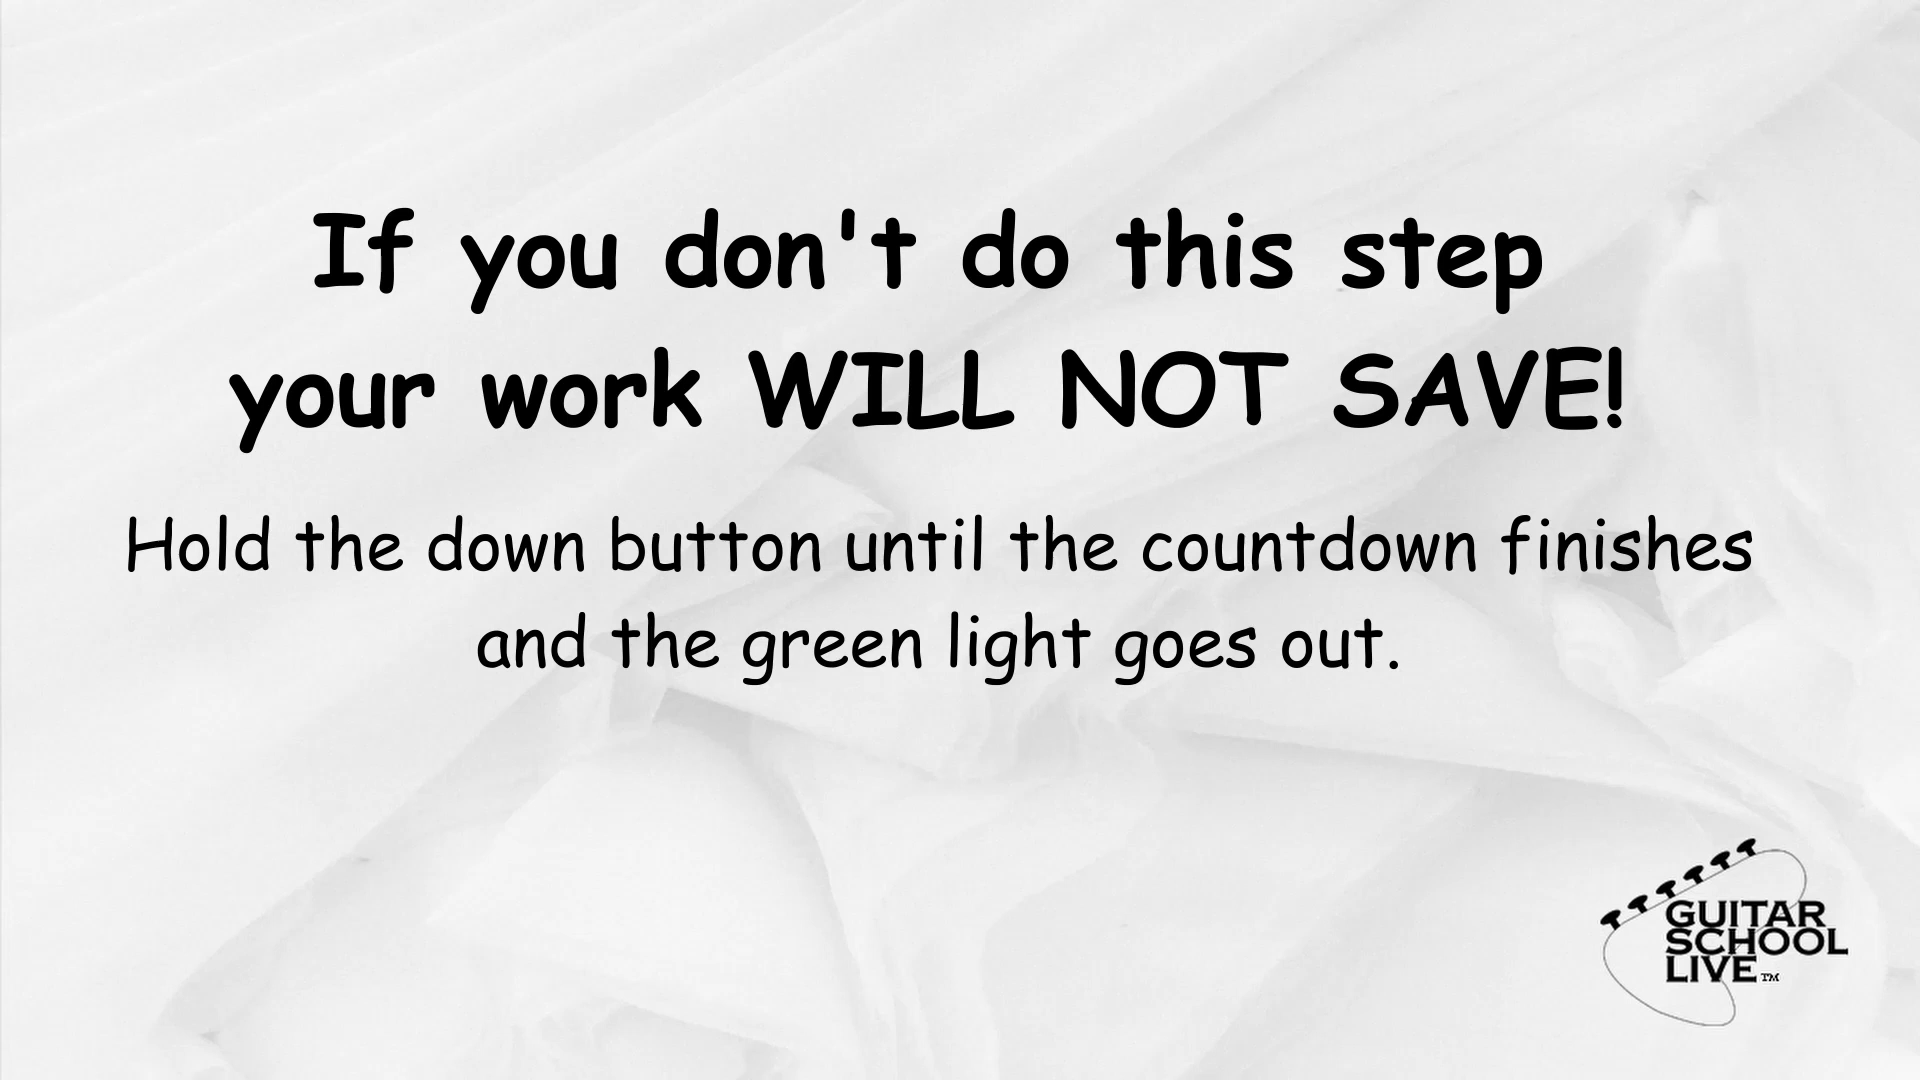 If you don't do this step
your work WILL NOT SAVE!
Hold the down button until the countdown finishes
and the green light goes out.
GUITAR
SCHOOL
LIVE™